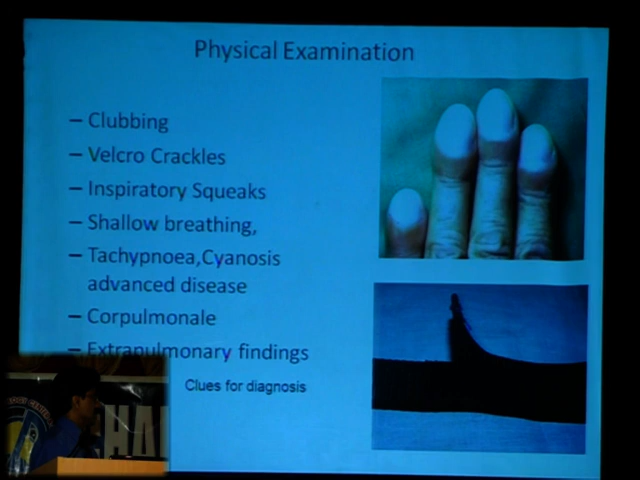 Physical Examination
– Clubbing
– Velcro Crackles
– Inspiratory Squeaks
– Shallow breathing,
– Tachypnoea,Cyanosis
advanced disease
– Corpulmonale
– Extrapulmonary findings
Clues for diagnosis
HAL